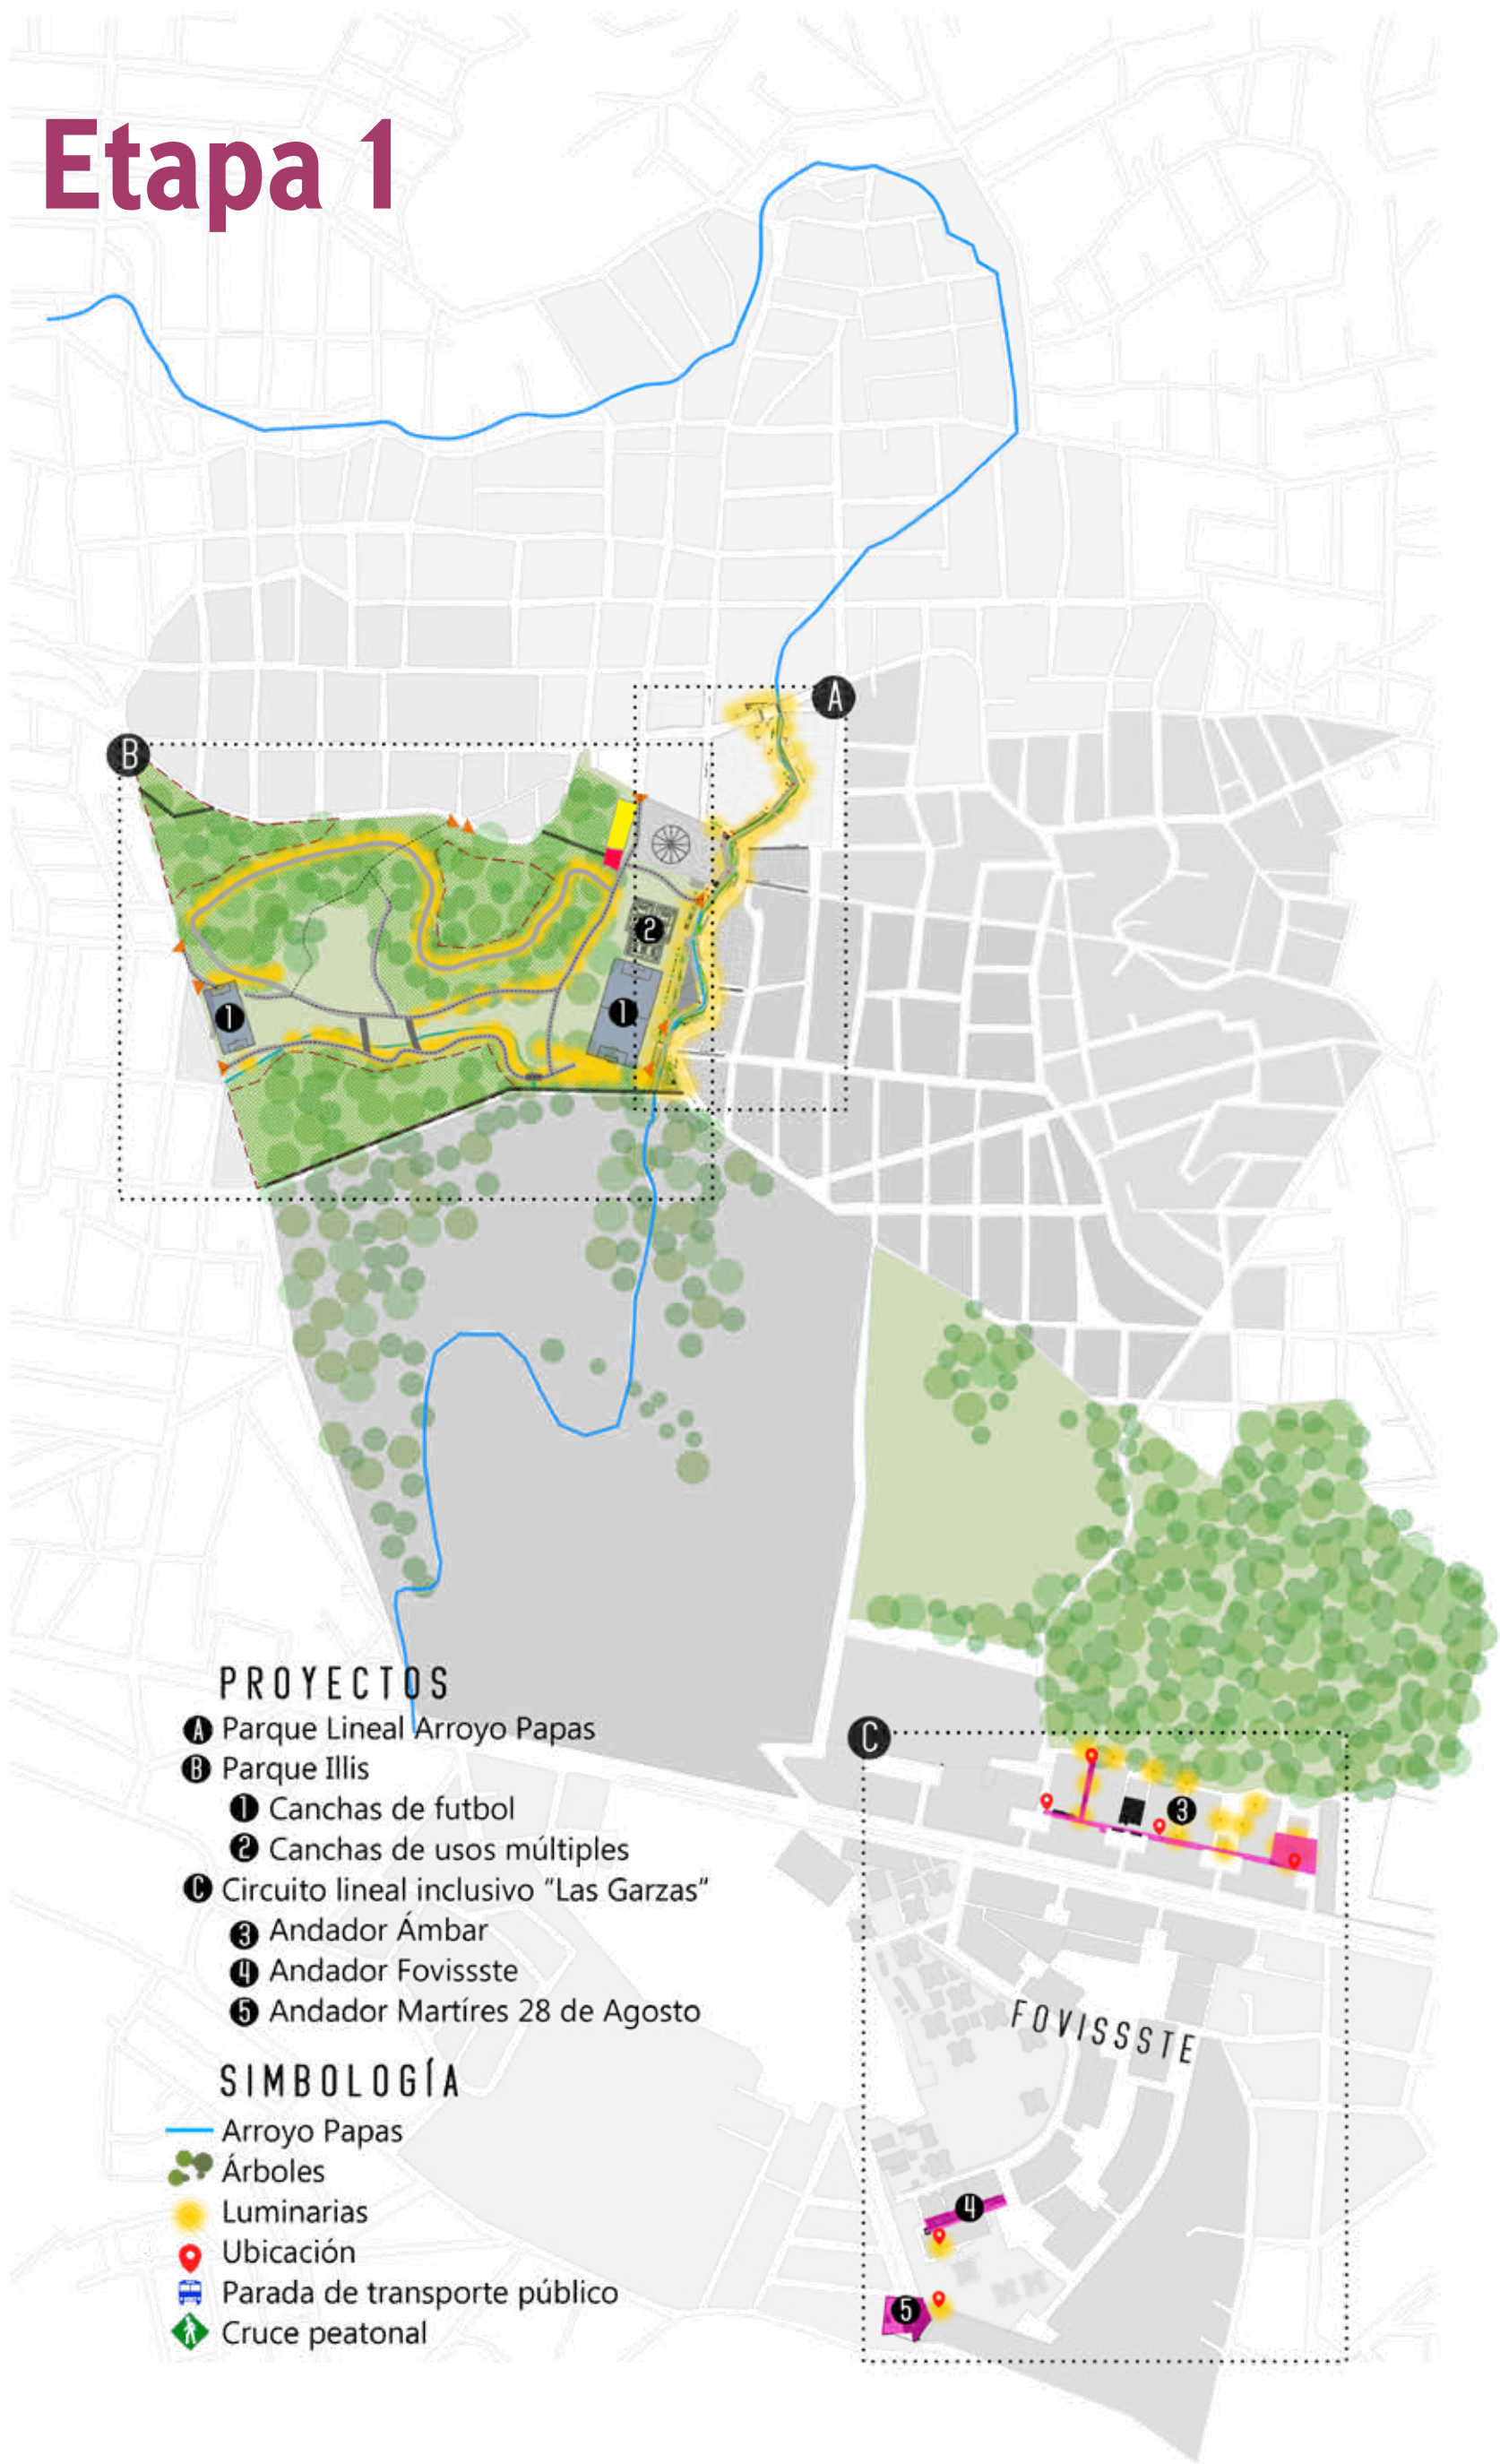 Etapa 1
A
B
2
1
1
C
3
FOVISSSTE
4
5
PROYECTOS
A Parque Lineal Arroyo Papas
B Parque Illis
1 Canchas de futbol
2 Canchas de usos múltiples
C Circuito lineal inclusivo “Las Garzas“
3 Andador Ámbar
4 Andador Fovissste
5 Andador Martíres 28 de Agosto
SIMBOLOGÍA
Arroyo Papas
Árboles
Luminarias
Ubicación
Parada de transporte público
Cruce peatonal